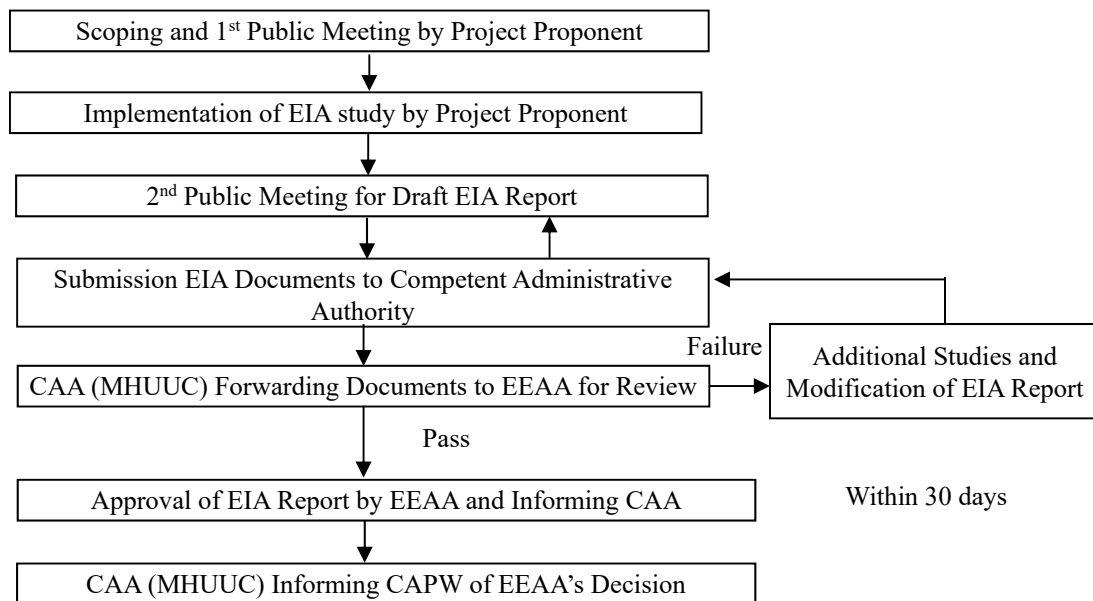 Scoping and 1st Public Meeting by Project Proponent
Implementation of EIA study by Project Proponent
2nd Public Meeting for Draft EIA Report
Submission EIA Documents to Competent Administrative
Authority
Failure
Additional Studies and
Modification of EIA Report
CAA (MHUUC) Forwarding Documents to EEAA for Review
Pass
Approval of EIA Report by EEAA and Informing CAA
Within 30 days
CAA (MHUUC) Informing CAPW of EEAA’s Decision